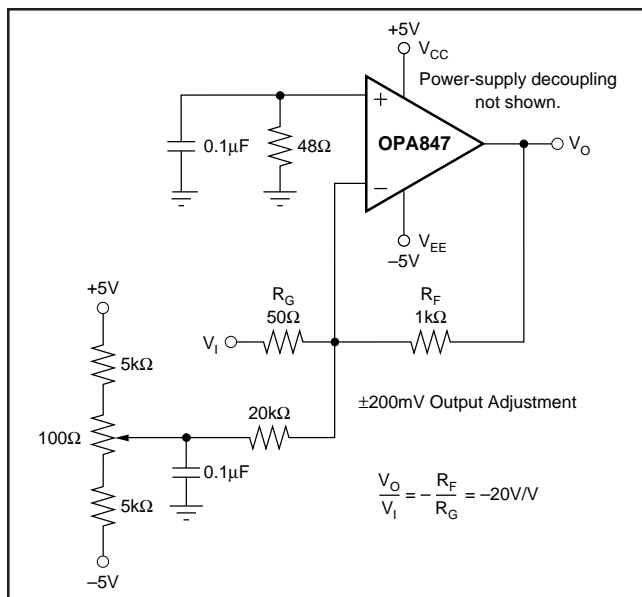 +5V
V_CC
Power-supply decoupling
not shown.
+
OPA847
−
V_O
0.1µF
48Ω
V_EE
–5V
+5V
R_G
50Ω
R_F
1kΩ
V_I
5kΩ
±200mV Output Adjustment
20kΩ
100Ω
0.1µF
5kΩ
–5V
V_O / V_I = – R_F / R_G = –20V/V